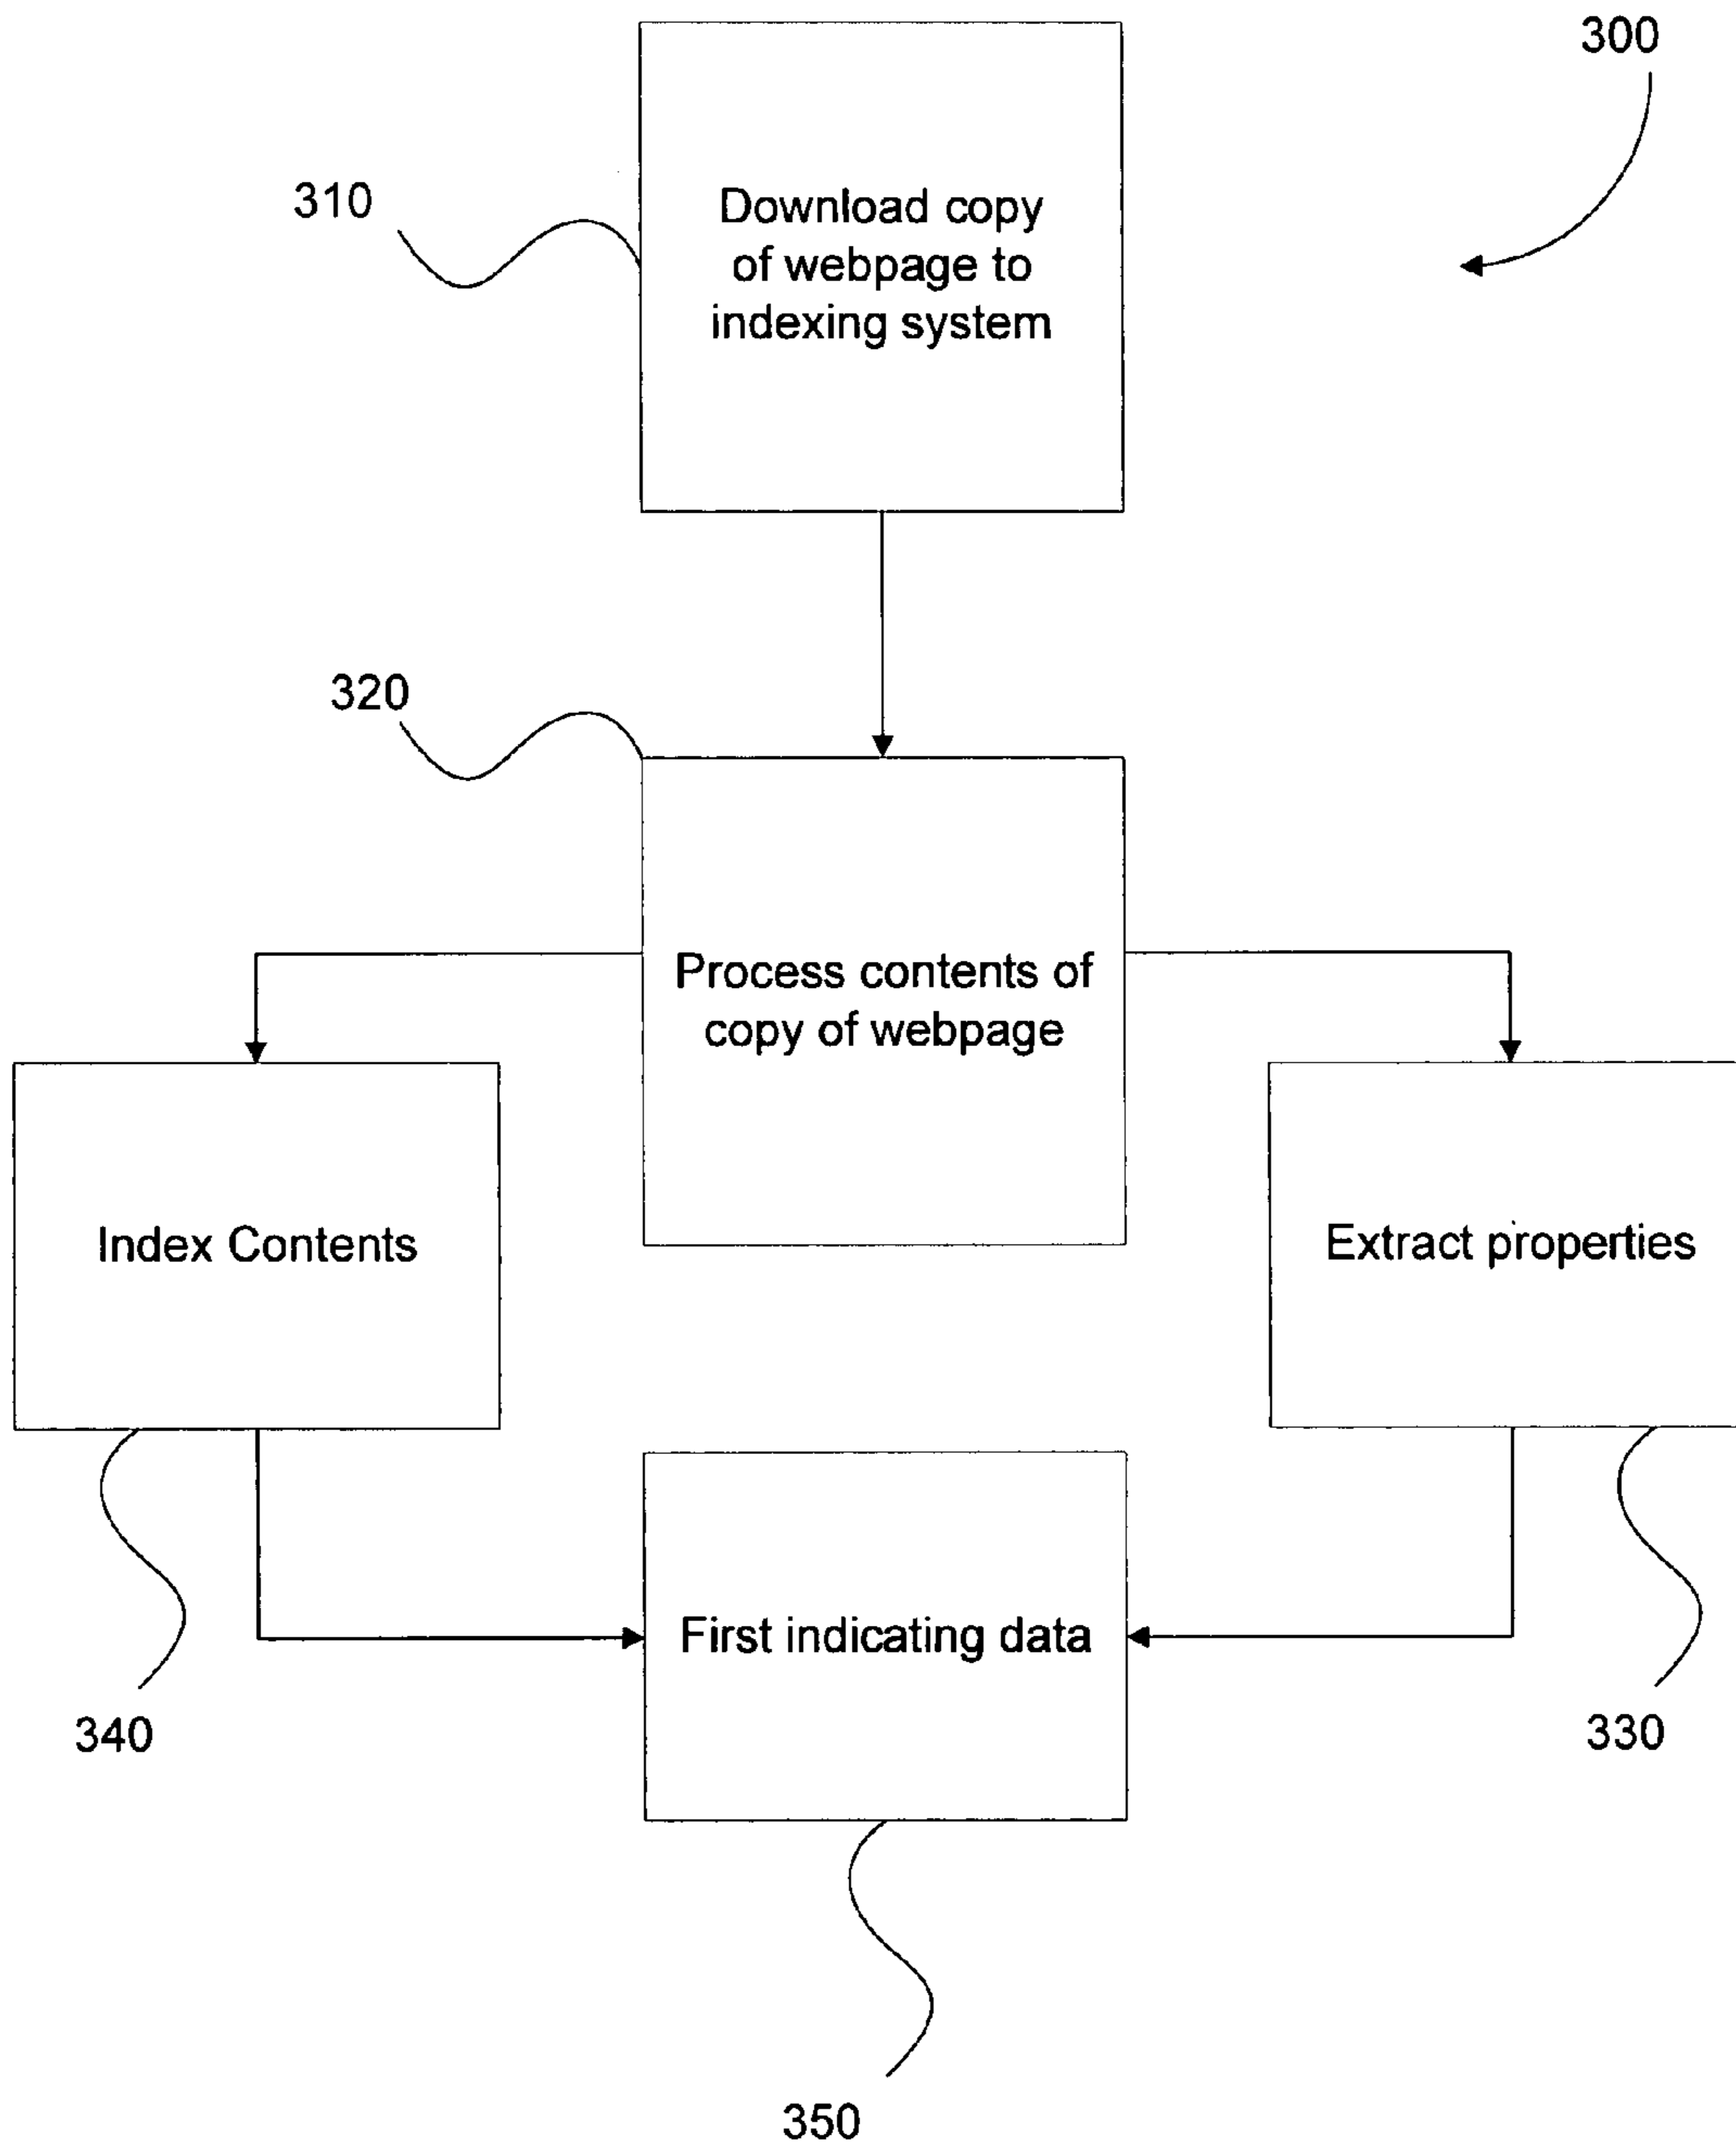 300
310
Download copy
of webpage to
indexing system
320
Process contents of
copy of webpage
Index Contents
Extract properties
First indicating data
340
330
350